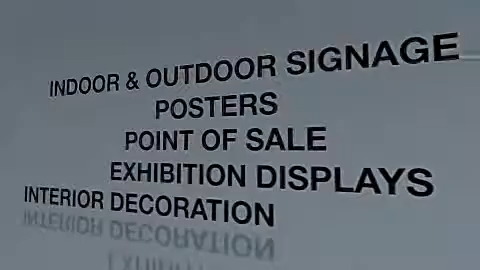 INDOOR & OUTDOOR SIGNAGE
POSTERS
POINT OF SALE
EXHIBITION DISPLAYS
INTERIOR DECORATION